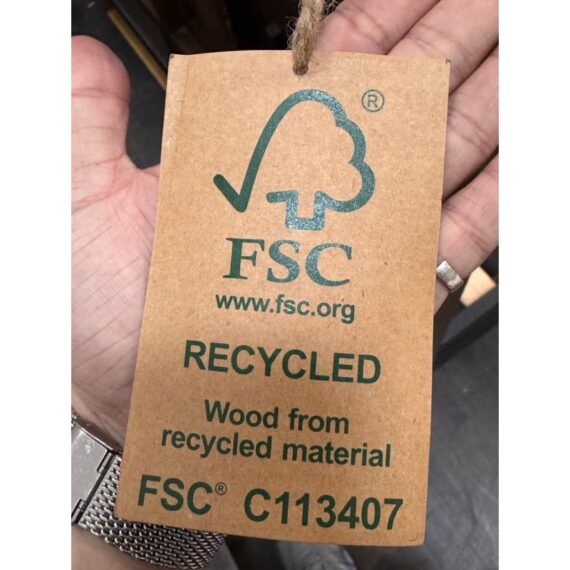 ®
FSC
www.fsc.org
RECYCLED
Wood from
recycled material
FSC® C113407